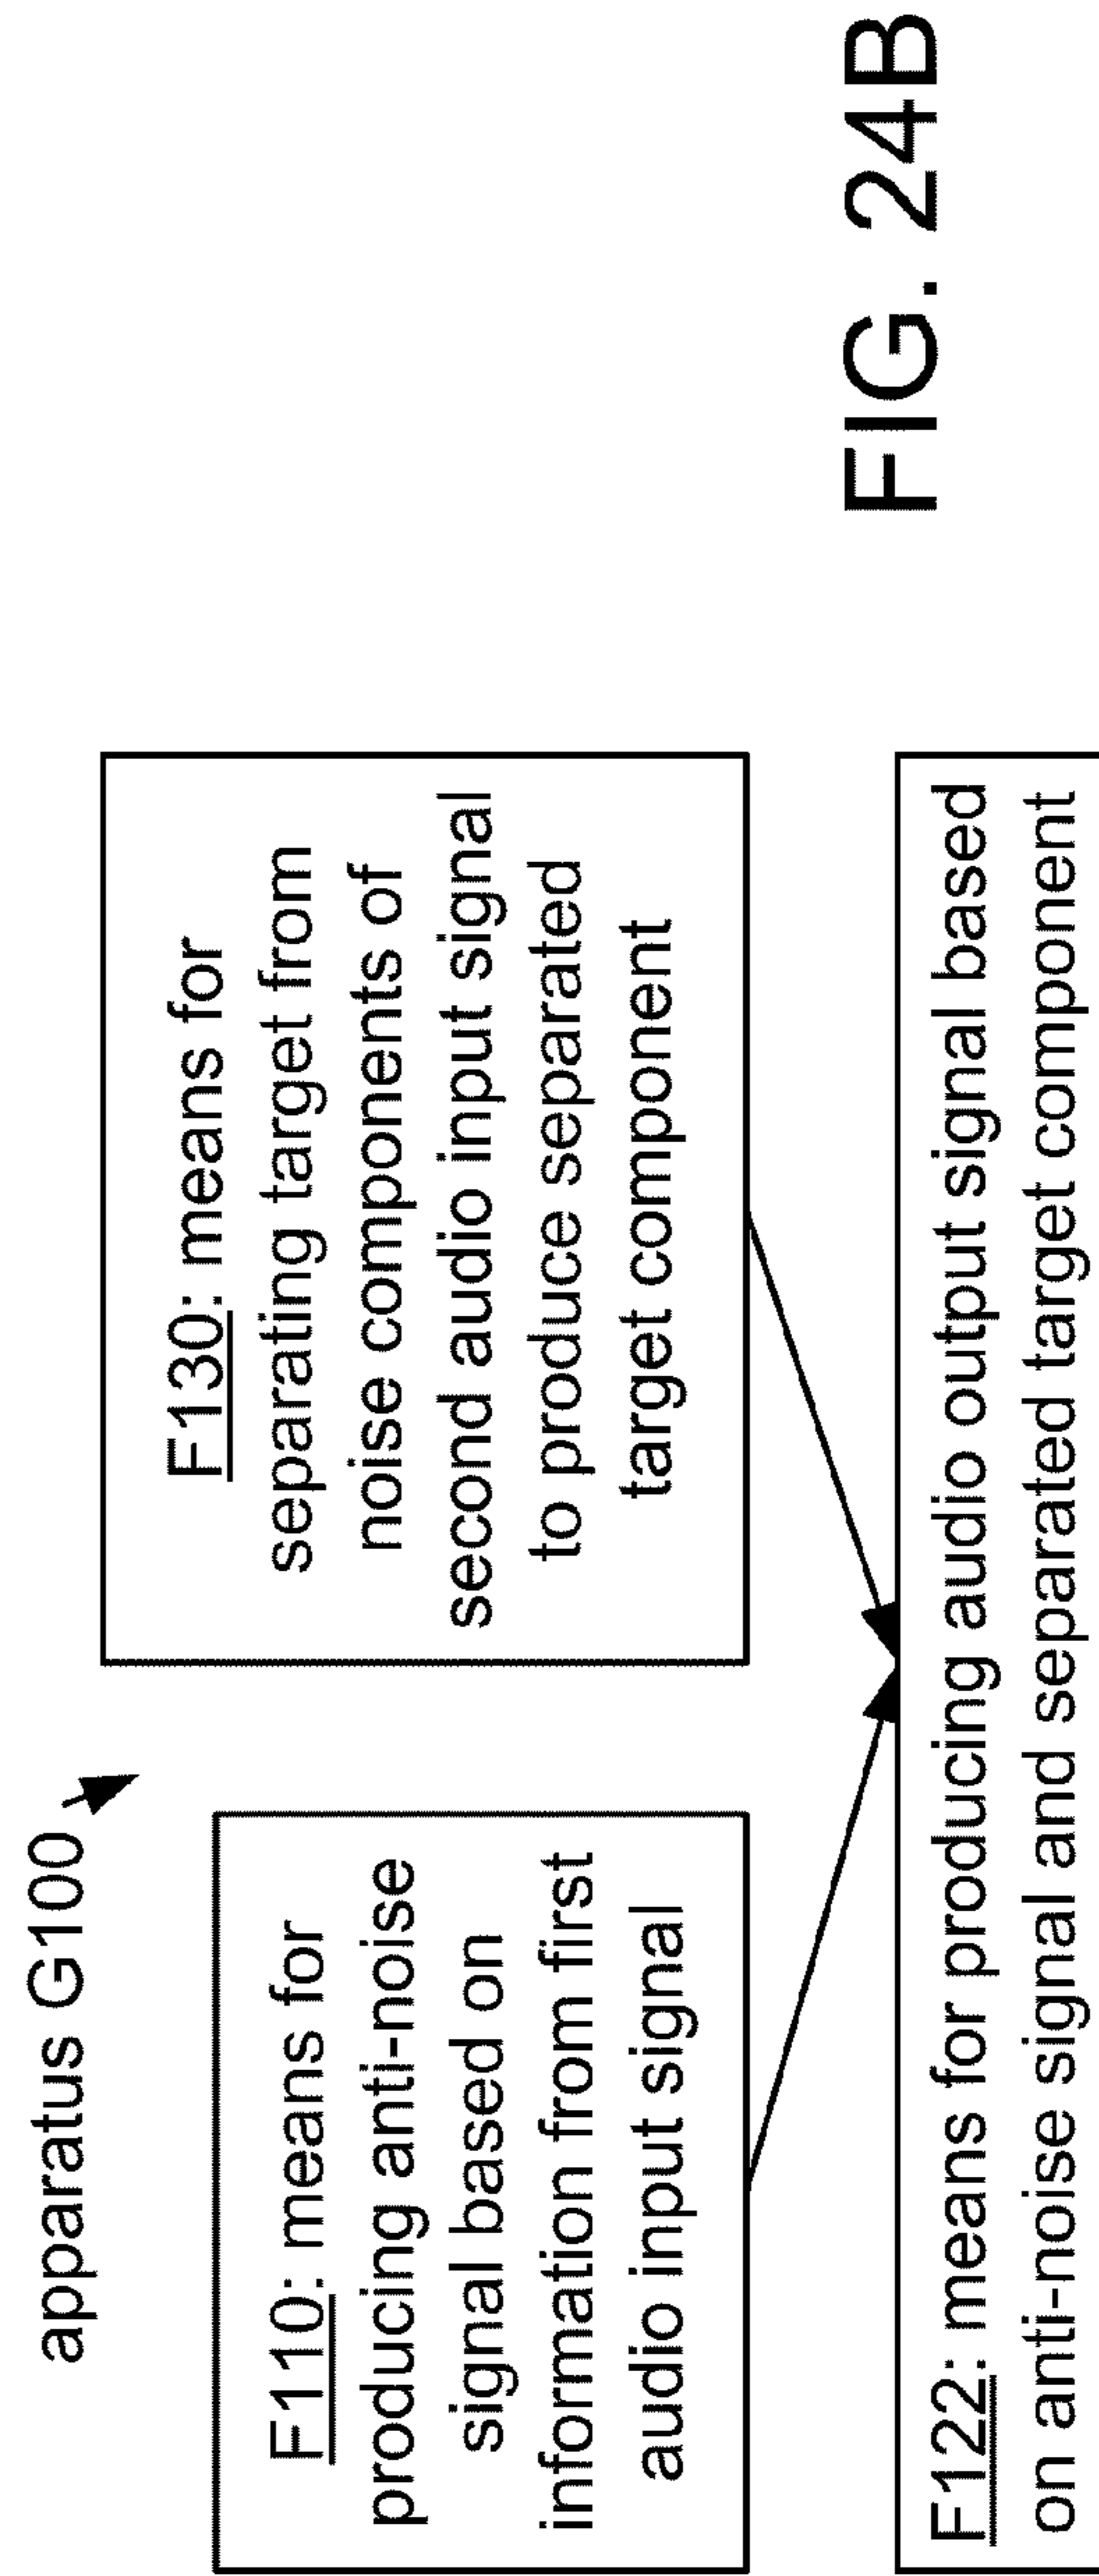 apparatus G100
F110: means for
producing anti-noise
signal based on
information from first
audio input signal
F130: means for
separating target from
noise components of
second audio input signal
to produce separated
target component
F122: means for producing audio output signal based
on anti-noise signal and separated target component
FIG. 24B